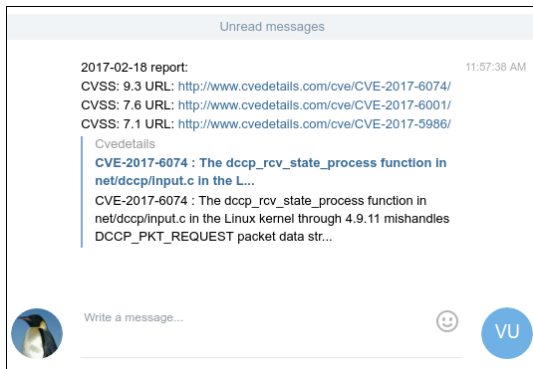 Unread messages
2017-02-18 report:
11:57:38 AM
CVSS: 9.3 URL: http://www.cvedetails.com/cve/CVE-2017-6074/
CVSS: 7.6 URL: http://www.cvedetails.com/cve/CVE-2017-6001/
CVSS: 7.1 URL: http://www.cvedetails.com/cve/CVE-2017-5986/
Cvedetails
CVE-2017-6074 : The dccp_rcv_state_process function in
net/dccp/input.c in the L...
CVE-2017-6074 : The dccp_rcv_state_process function in
net/dccp/input.c in the Linux kernel through 4.9.11 mishandles
DCCP_PKT_REQUEST packet data str...
Write a message...
VU